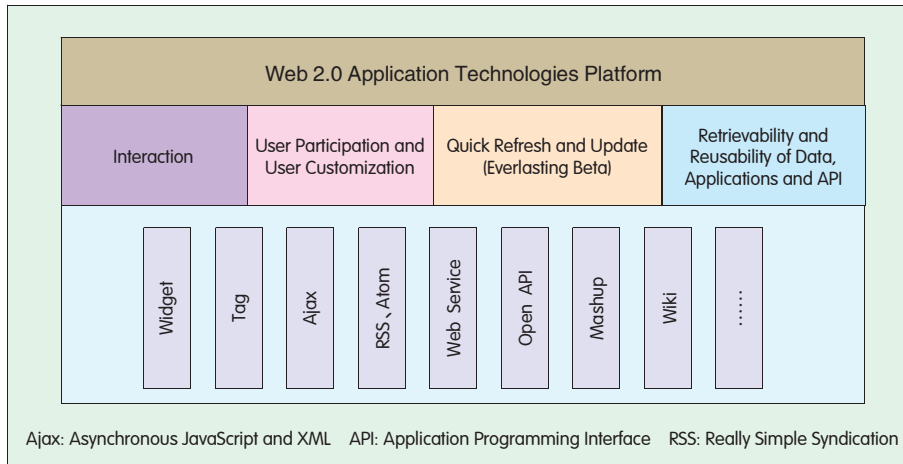 Web 2.0 Application Technologies Platform
Interaction
User Participation and
User Customization
Quick Refresh and Update
(Everlasting Beta)
Retrievability and
Reusability of Data,
Applications and API
Widget
Tag
Ajax
RSS、Atom
Web Service
Open API
Mashup
Wiki
……
Ajax: Asynchronous JavaScript and XML API: Application Programming Interface RSS: Really Simple Syndication